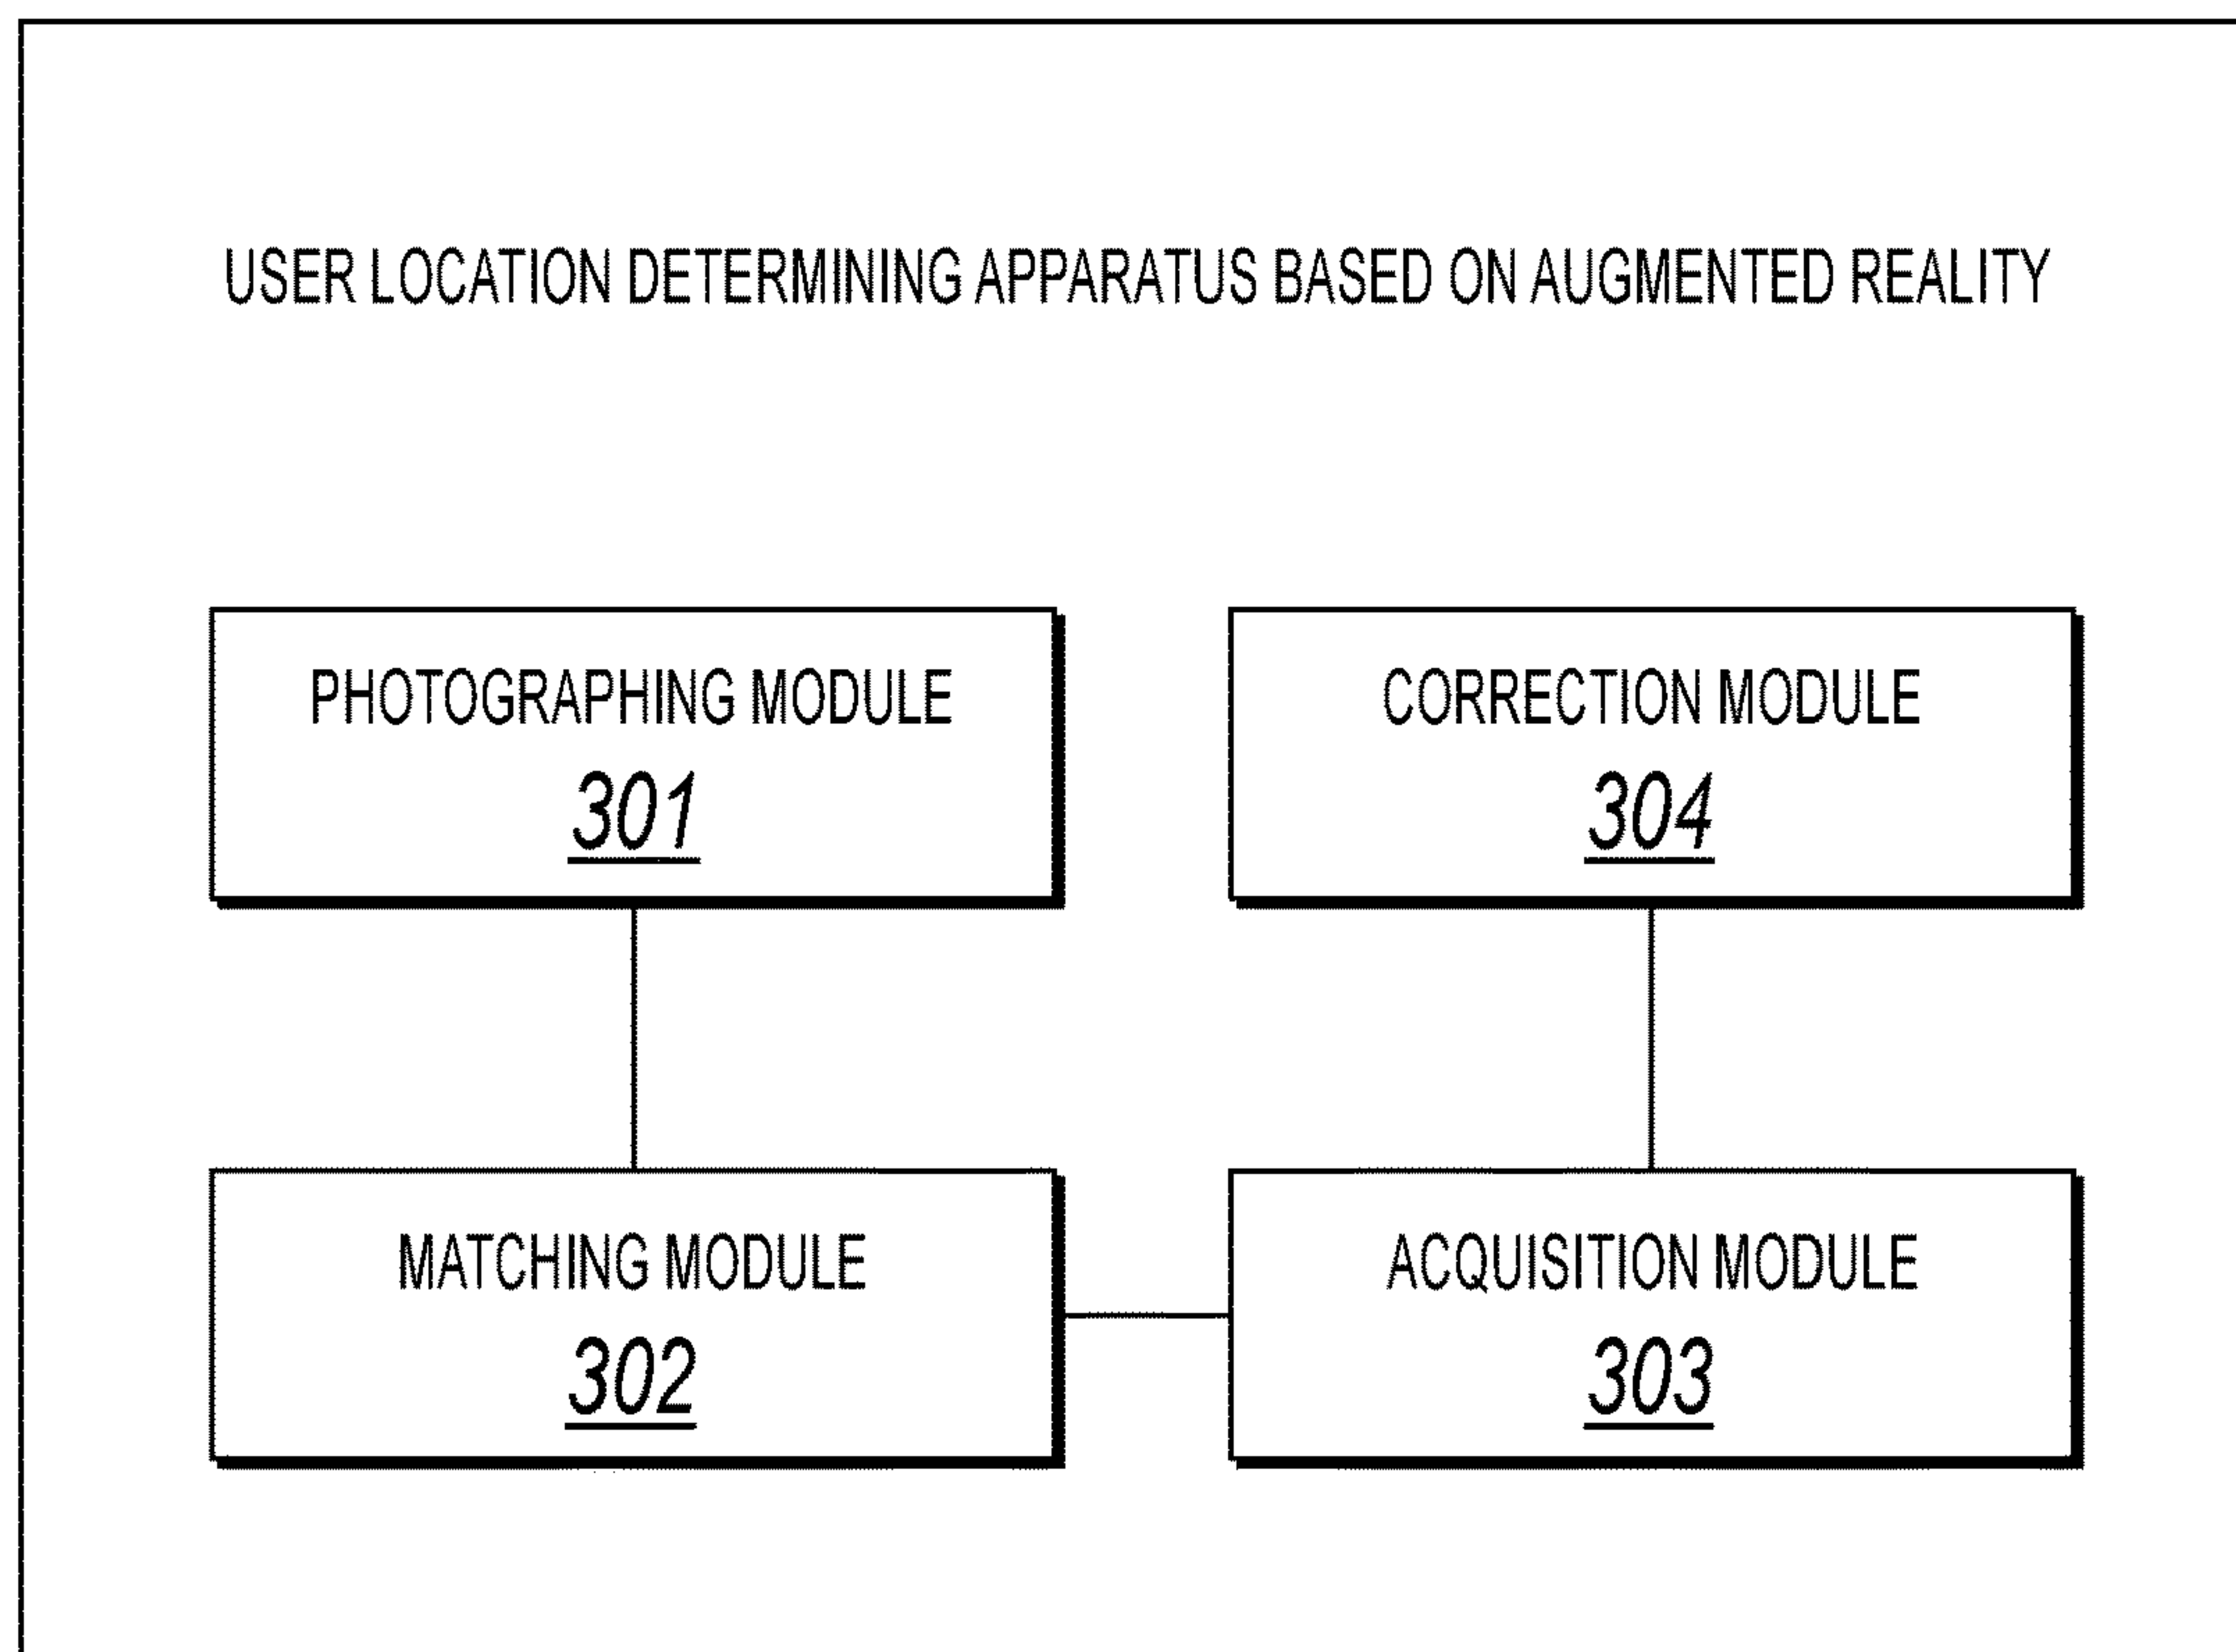 USER LOCATION DETERMINING APPARATUS BASED ON AUGMENTED REALITY
PHOTOGRAPHING MODULE
301
CORRECTION MODULE
304
MATCHING MODULE
302
ACQUISITION MODULE
303